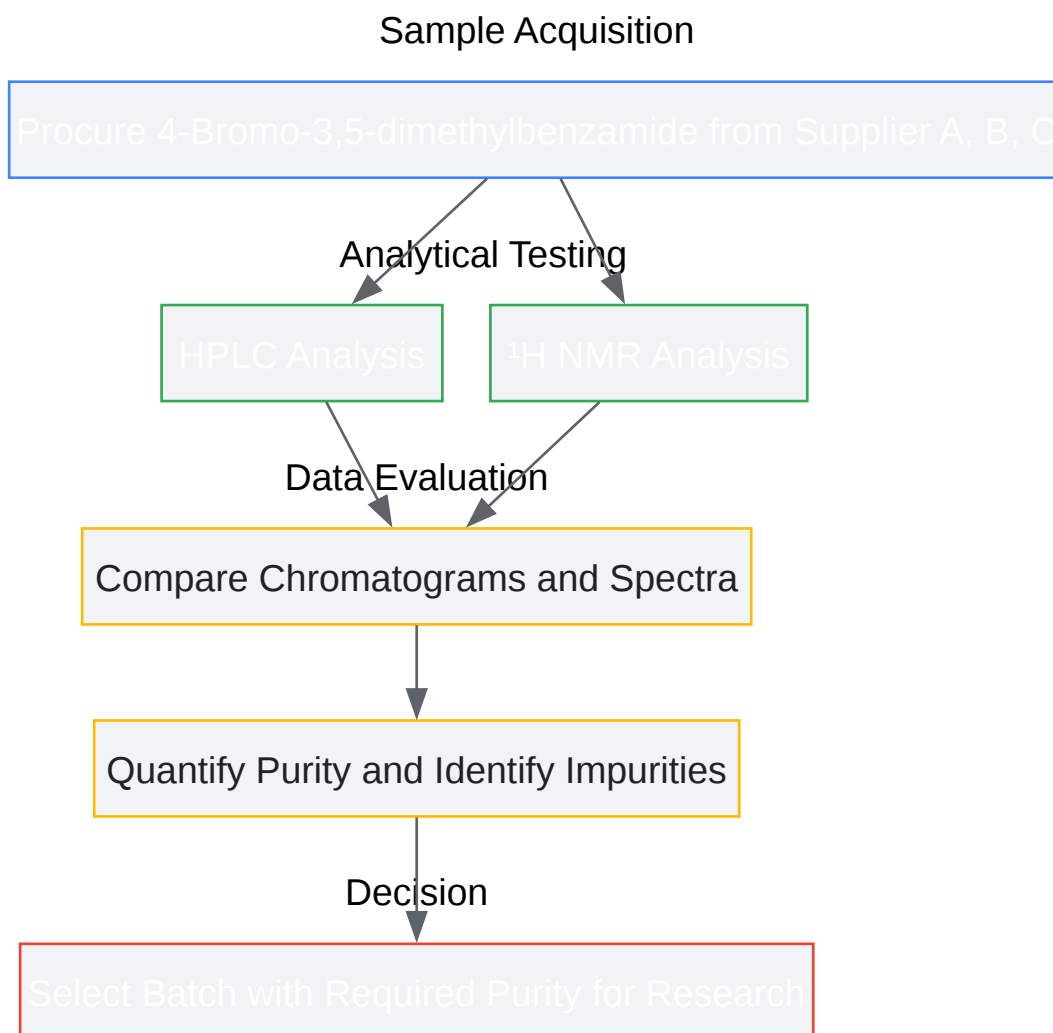 Sample Acquisition
Procure 4-Bromo-3,5-dimethylbenzamide from Supplier A, B, C
Analytical Testing
HPLC Analysis
¹H NMR Analysis
Data Evaluation
Compare Chromatograms and Spectra
Quantify Purity and Identify Impurities
Decision
Select Batch with Required Purity for Research